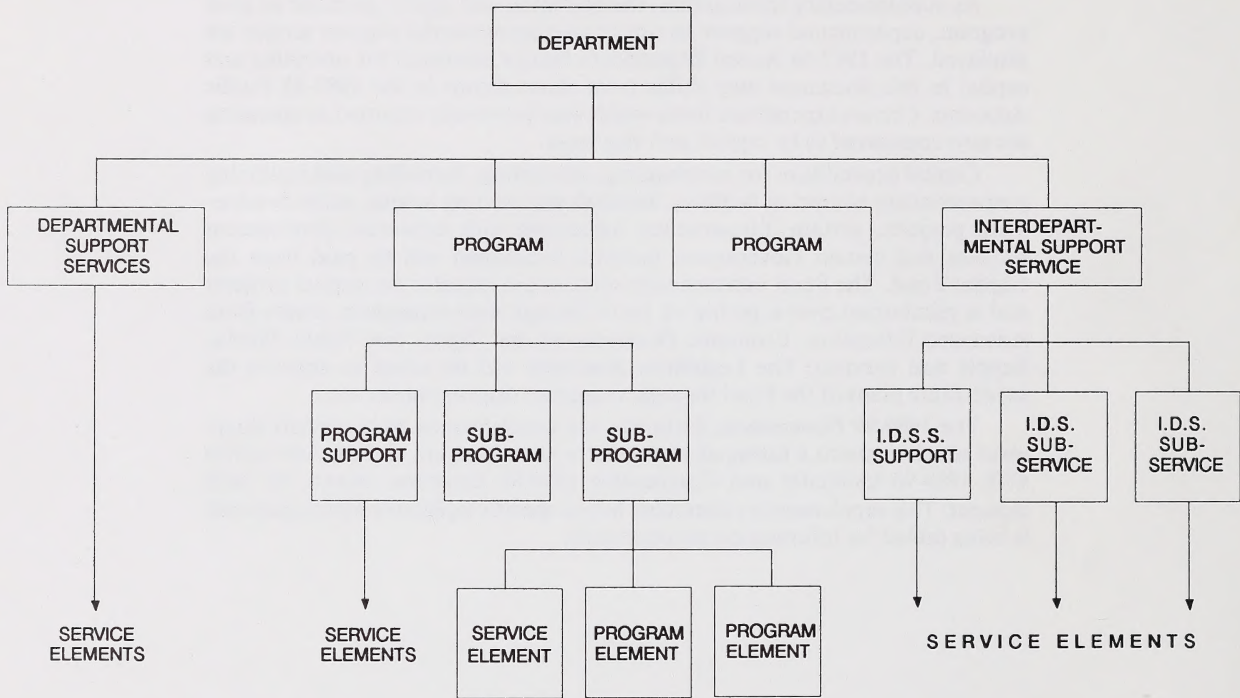 DEPARTMENT
DEPARTMENTAL
SUPPORT
SERVICES
PROGRAM
PROGRAM
INTERDEPART-
MENTAL SUPPORT
SERVICE
PROGRAM
SUPPORT
SUB-
PROGRAM
SUB-
PROGRAM
I.D.S.S.
SUPPORT
I.D.S.
SUB-
SERVICE
I.D.S.
SUB-
SERVICE
SERVICE
ELEMENTS
SERVICE
ELEMENTS
SERVICE
ELEMENT
PROGRAM
ELEMENT
PROGRAM
ELEMENT
SERVICE ELEMENTS